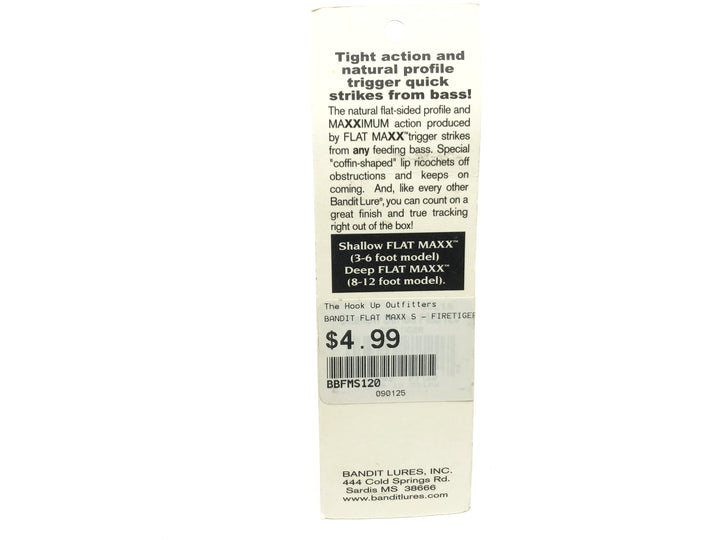 Tight action and
natural profile
trigger quick
strikes from bass!
The natural flat-sided profile and
MAXXIMUM action produced
by FLAT MAXX™ trigger strikes
from any feeding bass. Special
"coffin-shaped" lip ricochets off
obstructions and keeps on
coming. And, like every other
Bandit Lure®, you can count on a
great finish and true tracking
right out of the box!
Shallow FLAT MAXX™
(3-6 foot model)
Deep FLAT MAXX™
(8-12 foot model).
The Hook Up Outfitters
BANDIT FLAT MAXX S - FIRETIGER
$4.99
BBFMS120
090125
BANDIT LURES, INC.
444 Cold Springs Rd.
Sardis MS 38666
www.banditlures.com